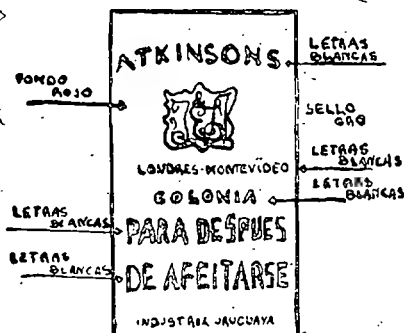 ATKINSONS
LETRAS
BLANCAS
FONDO
ROJO
SELLO
LONDRES-MONTEVIDEO
LETRAS
BLANCAS
COLONIA
LETRAS
BLANCAS
LETRAS
BLANCAS
PARA DESPUES
LETRAS
BLANCAS
DE AFEITARSE
INDUSTRIA URUGUAYA